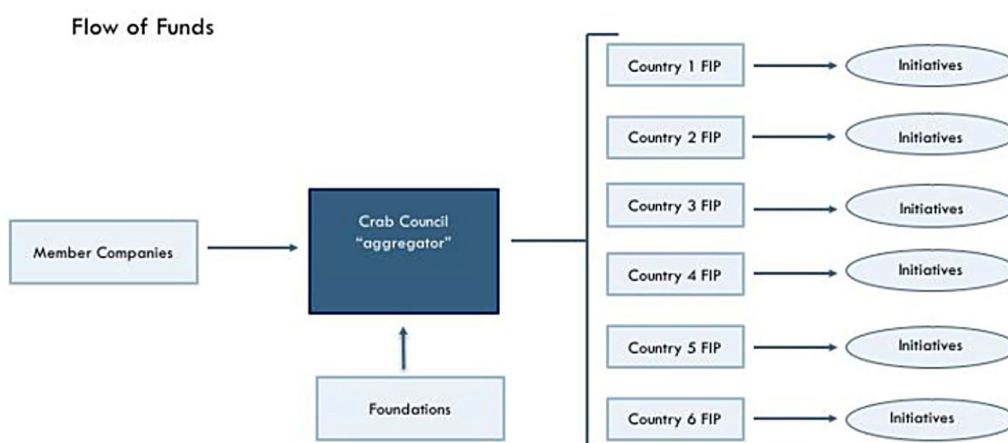 Flow of Funds
Country 1 FIP
Initiatives
Country 2 FIP
Initiatives
Country 3 FIP
Initiatives
Member Companies
Crab Council
“aggregator”
Country 4 FIP
Initiatives
Country 5 FIP
Initiatives
Foundations
Country 6 FIP
Initiatives